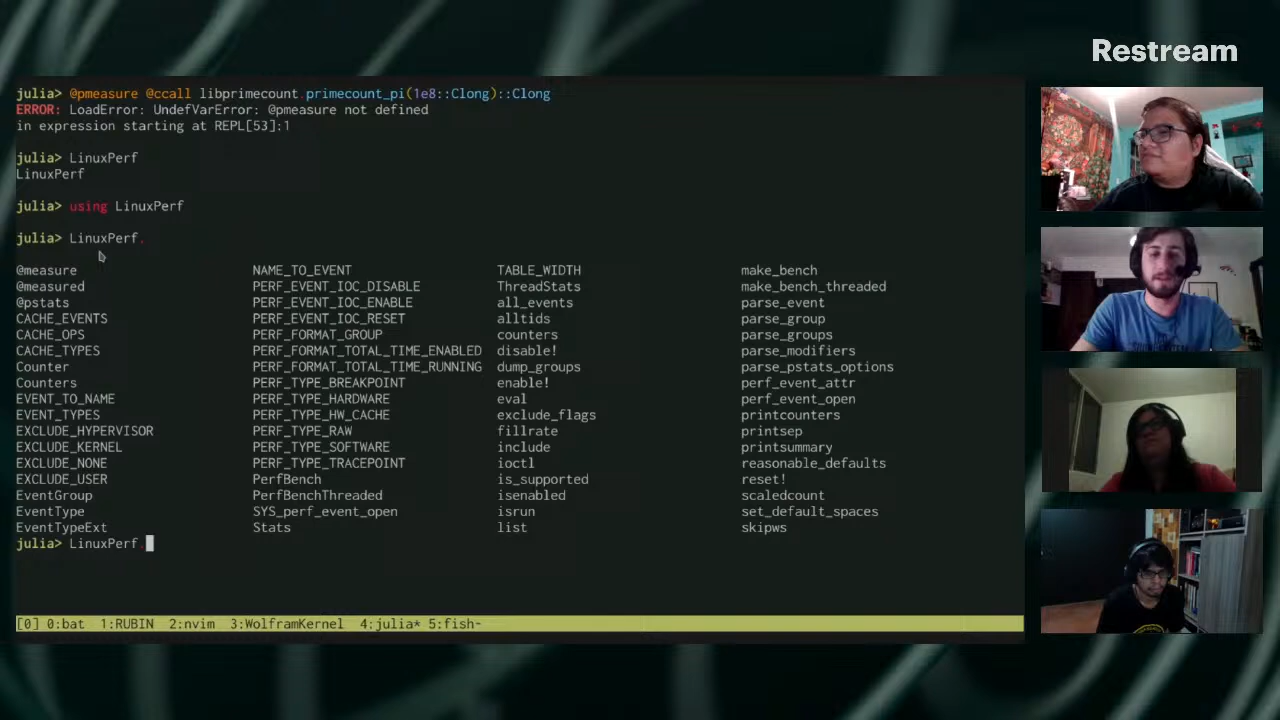 Restream
julia> @pmeasure @ccall libprimecount.primecount_pi(1e8::Clong)::Clong
ERROR: LoadError: UndefVarError: @pmeasure not defined
in expression starting at REPL[53]:1
julia> LinuxPerf
LinuxPerf
julia> using LinuxPerf
julia> LinuxPerf.
@measure NAME_TO_EVENT TABLE_WIDTH make_bench
@measured PERF_EVENT_IOC_DISABLE ThreadStats make_bench_threaded
@pstats PERF_EVENT_IOC_ENABLE all_events parse_event
CACHE_EVENTS PERF_EVENT_IOC_RESET alltids parse_group
CACHE_OPS PERF_FORMAT_GROUP counters parse_groups
CACHE_TYPES PERF_FORMAT_TOTAL_TIME_ENABLED disable! parse_modifiers
Counter PERF_FORMAT_TOTAL_TIME_RUNNING dump_groups parse_pstats_options
Counters PERF_TYPE_BREAKPOINT enable! perf_event_attr
EVENT_TO_NAME PERF_TYPE_HARDWARE eval perf_event_open
EVENT_TYPES PERF_TYPE_HW_CACHE exclude_flags printcounters
EXCLUDE_HYPERVISOR PERF_TYPE_RAW fillrate printsep
EXCLUDE_KERNEL PERF_TYPE_SOFTWARE include printsummary
EXCLUDE_NONE PERF_TYPE_TRACEPOINT ioctl reasonable_defaults
EXCLUDE_USER PerfBench is_supported reset!
EventGroup PerfBenchThreaded isenabled scaledcount
EventType SYS_perf_event_open isrun set_default_spaces
EventTypeExt Stats list skipws
julia> LinuxPerf.
[0] 0:bat 1:RUBIN 2:nvim 3:WolframKernel 4:julia* 5:fish-